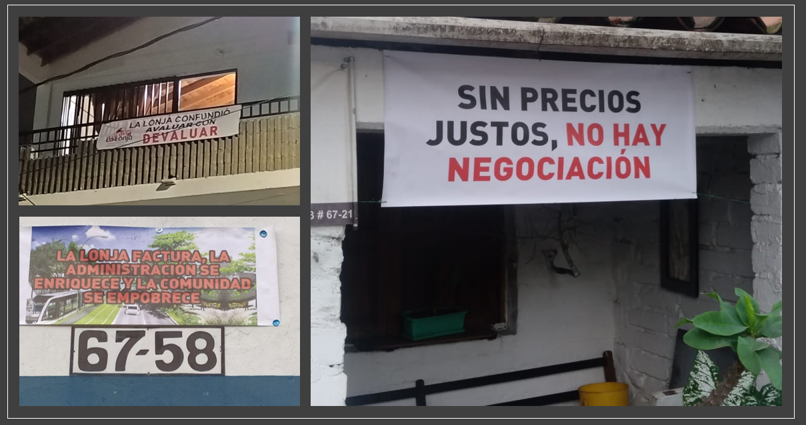 LA LONJA CONFUNDIÓ
AVALUAR CON
DEVALUAR
LA LONJA FACTURA, LA
ADMINISTRACIÓN SE
ENRIQUECE Y LA COMUNIDAD
SE EMPOBRECE
67-58
SIN PRECIOS
JUSTOS, NO HAY
NEGOCIACIÓN
# 67-21